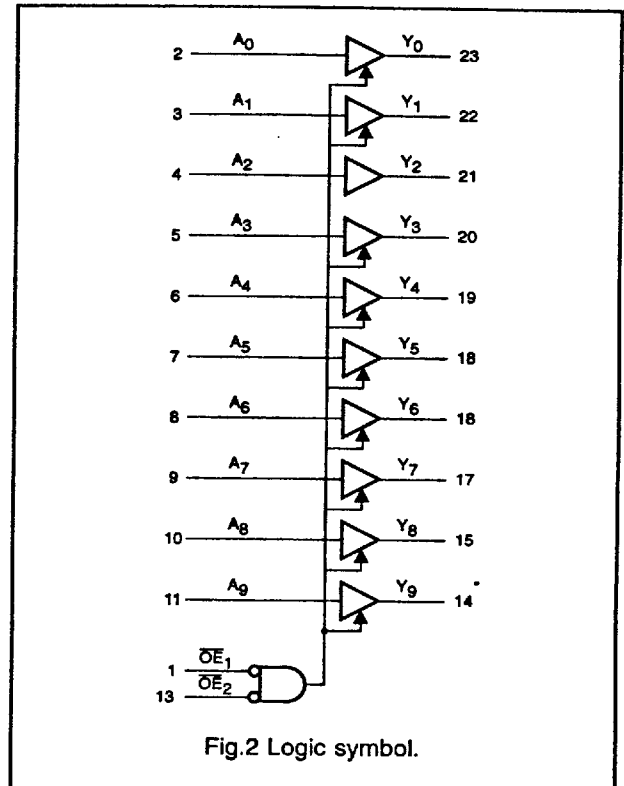 2 A0 Y0 23
3 A1 Y1 22
4 A2 Y2 21
5 A3 Y3 20
6 A4 Y4 19
7 A5 Y5 18
8 A6 Y6 18
9 A7 Y7 17
10 A8 Y8 15
11 A9 Y9 14
1 OE1
13 OE2
Fig.2 Logic symbol.